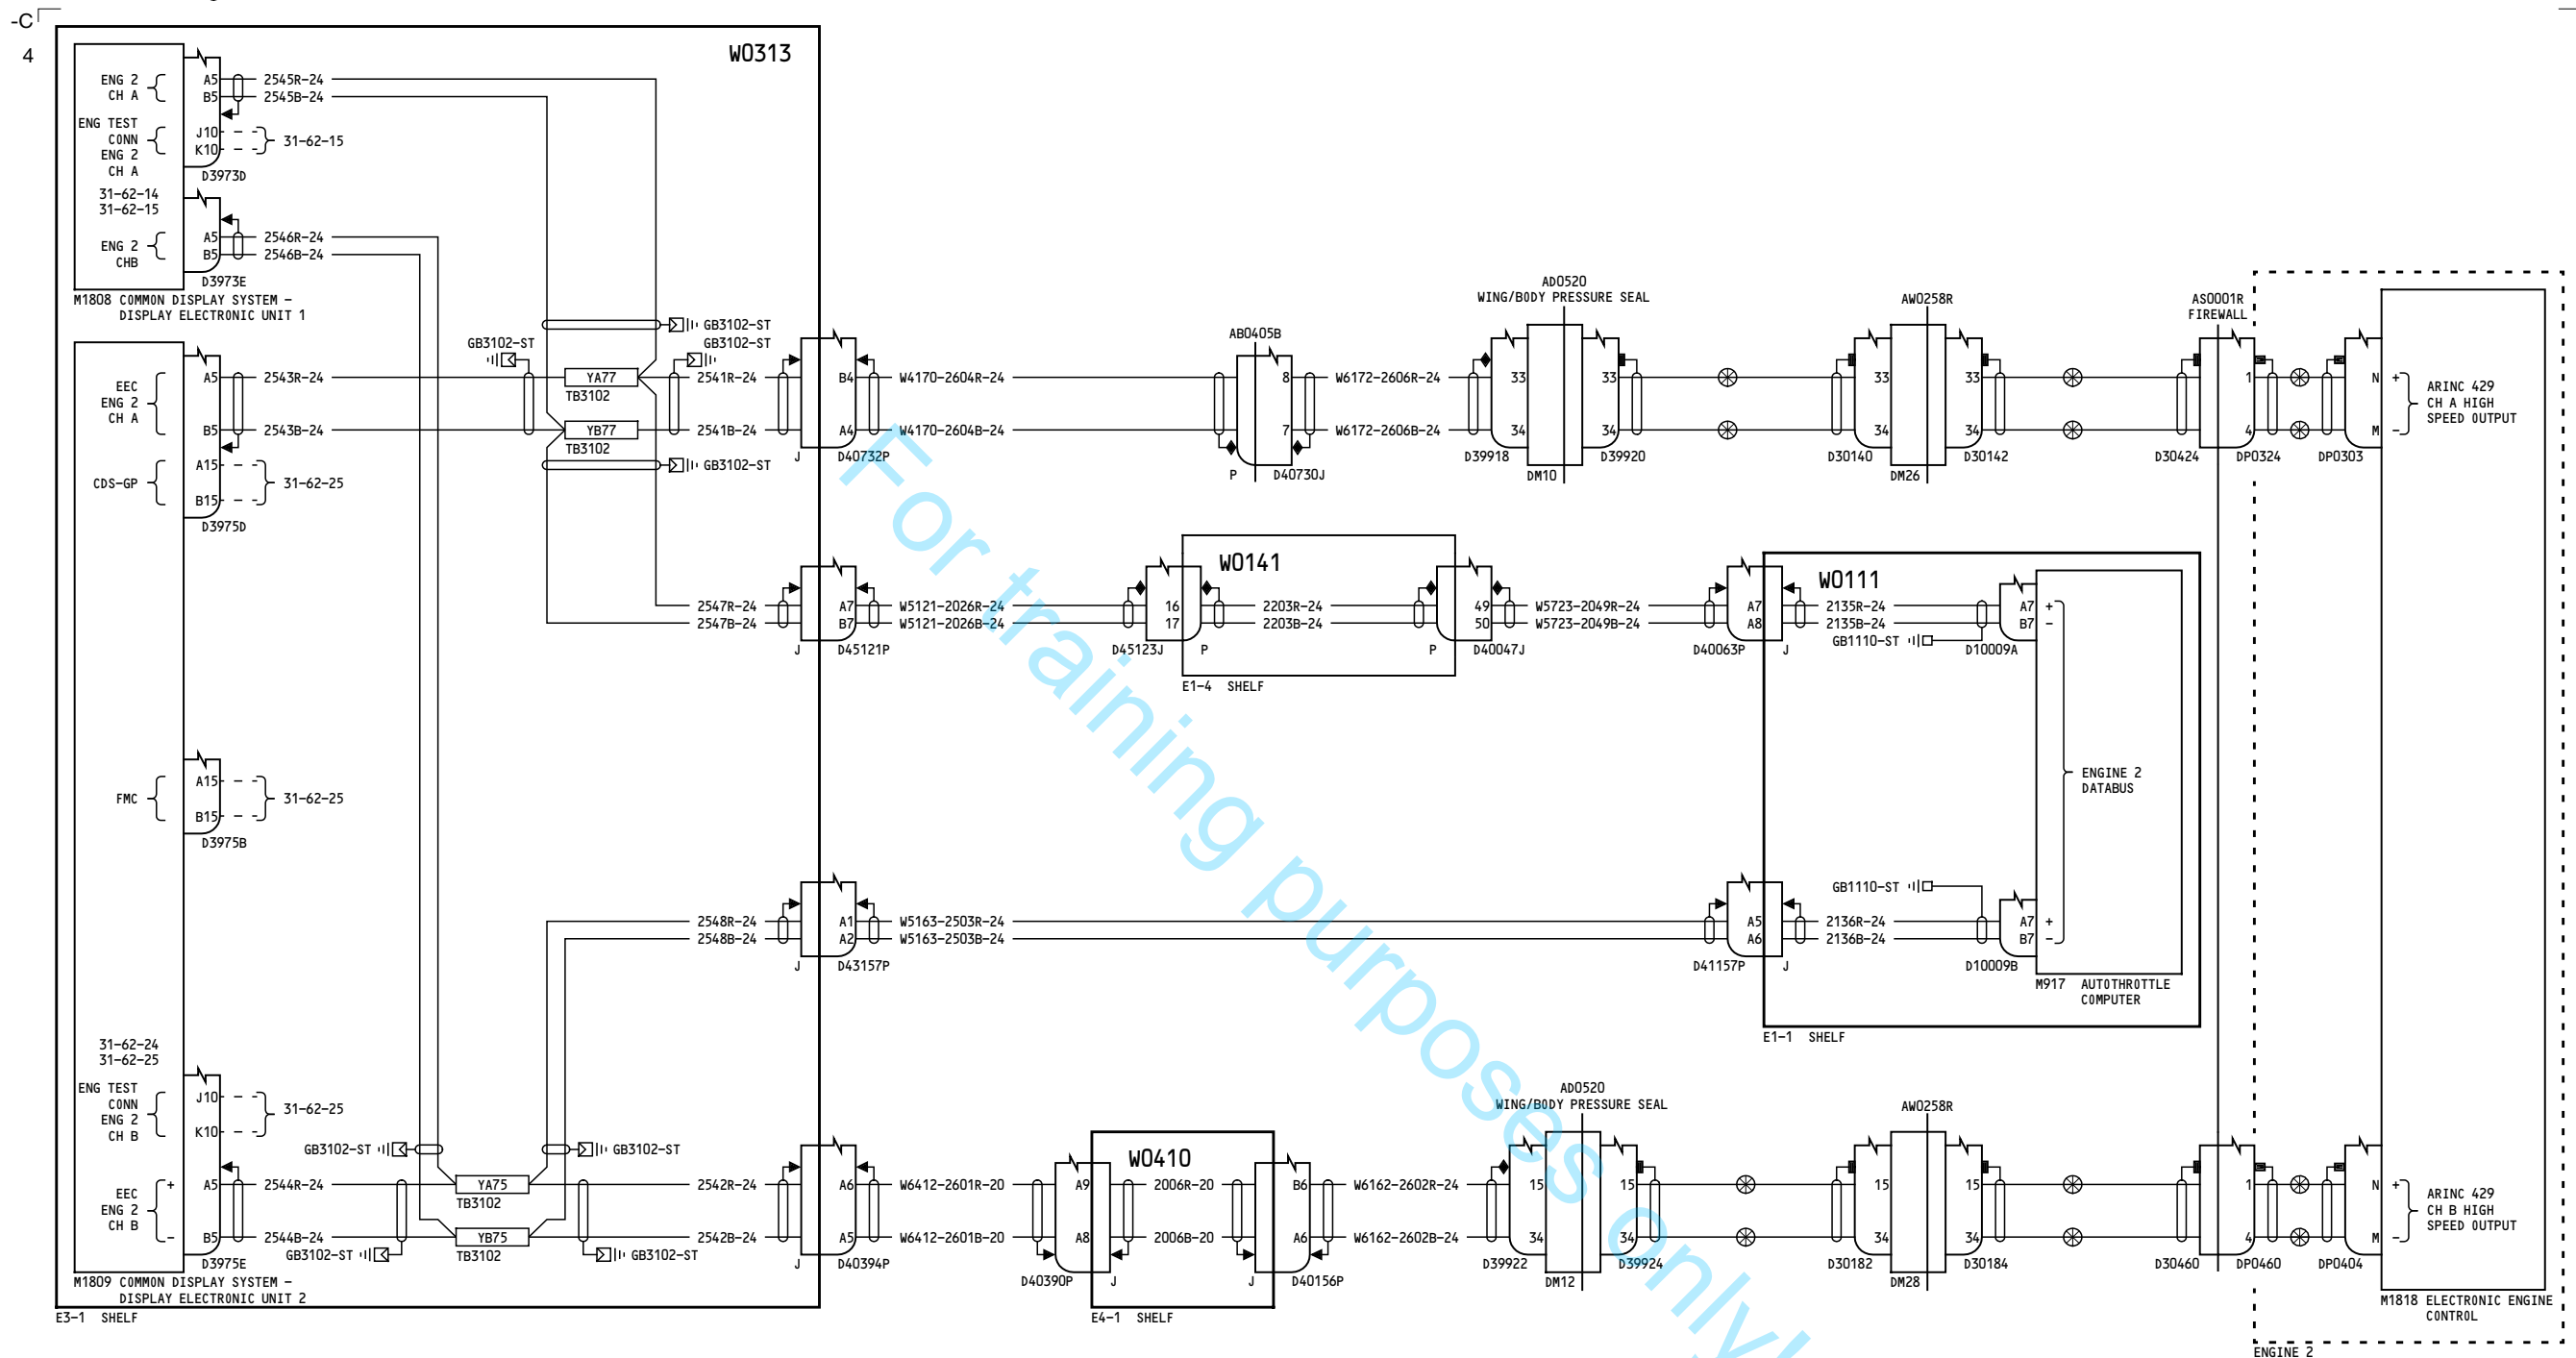 -C
4
W0313
ENG 2
CH A
A5
B5
2545R-24
2545B-24
ENG TEST
CONN
ENG 2
CH A
J10
K10
31-62-15
D3973D
31-62-14
31-62-15
ENG 2
CHB
A5
B5
2546R-24
2546B-24
D3973E
M1808 COMMON DISPLAY SYSTEM -
DISPLAY ELECTRONIC UNIT 1
EEC
ENG 2
CH A
A5
B5
2543R-24
2543B-24
CDS-GP
A15
B15
31-62-25
D3975D
GB3102-ST
GB3102-ST
GB3102-ST
YA77
TB3102
YB77
TB3102
GB3102-ST
2541R-24
2541B-24
B4
A4
J
D40732P
W4170-2604R-24
W4170-2604B-24
AB0405B
8
7
P
D40730J
W6172-2606R-24
W6172-2606B-24
AD0520
WING/BODY PRESSURE SEAL
33
34
33
34
D39918
D39920
DM10
AW0258R
33
34
33
34
D30140
D30142
DM26
AS0001R
FIREWALL
1
4
D30424
DP0324
DP0303
N
M
+
-
ARINC 429
CH A HIGH
SPEED OUTPUT
2547R-24
2547B-24
A7
B7
J
D45121P
W5121-2026R-24
W5121-2026B-24
16
17
D45123J
P
W0141
2203R-24
2203B-24
49
50
P
D40047J
E1-4 SHELF
W5723-2049R-24
W5723-2049B-24
A7
A8
D40063P
J
W0111
2135R-24
2135B-24
GB1110-ST
A7
B7
+
-
D10009A
ENGINE 2
DATABUS
FMC
A15
B15
31-62-25
D3975B
2548R-24
2548B-24
A1
A2
J
D43157P
W5163-2503R-24
W5163-2503B-24
A5
A6
D41157P
J
GB1110-ST
2136R-24
2136B-24
A7
B7
+
-
D10009B
M917 AUTOTHROTTLE
COMPUTER
E1-1 SHELF
31-62-24
31-62-25
ENG TEST
CONN
ENG 2
CH B
J10
K10
31-62-25
EEC
ENG 2
CH B
+
-
A5
B5
2544R-24
2544B-24
D3975E
M1809 COMMON DISPLAY SYSTEM -
DISPLAY ELECTRONIC UNIT 2
E3-1 SHELF
GB3102-ST
GB3102-ST
YA75
TB3102
YB75
TB3102
GB3102-ST
GB3102-ST
2542R-24
2542B-24
A6
A5
J
D40394P
W6412-2601R-20
W6412-2601B-20
A9
A8
D40390P
J
W0410
2006R-20
2006B-20
B6
A6
J
D40156P
E4-1 SHELF
W6162-2602R-24
W6162-2602B-24
AD0520
WING/BODY PRESSURE SEAL
15
34
15
34
D39922
D39924
DM12
AW0258R
15
34
15
34
D30182
D30184
DM28
1
4
D30460
DP0460
DP0404
N
M
+
-
ARINC 429
CH B HIGH
SPEED OUTPUT
M1818 ELECTRONIC ENGINE
CONTROL
ENGINE 2
For training purposes only!